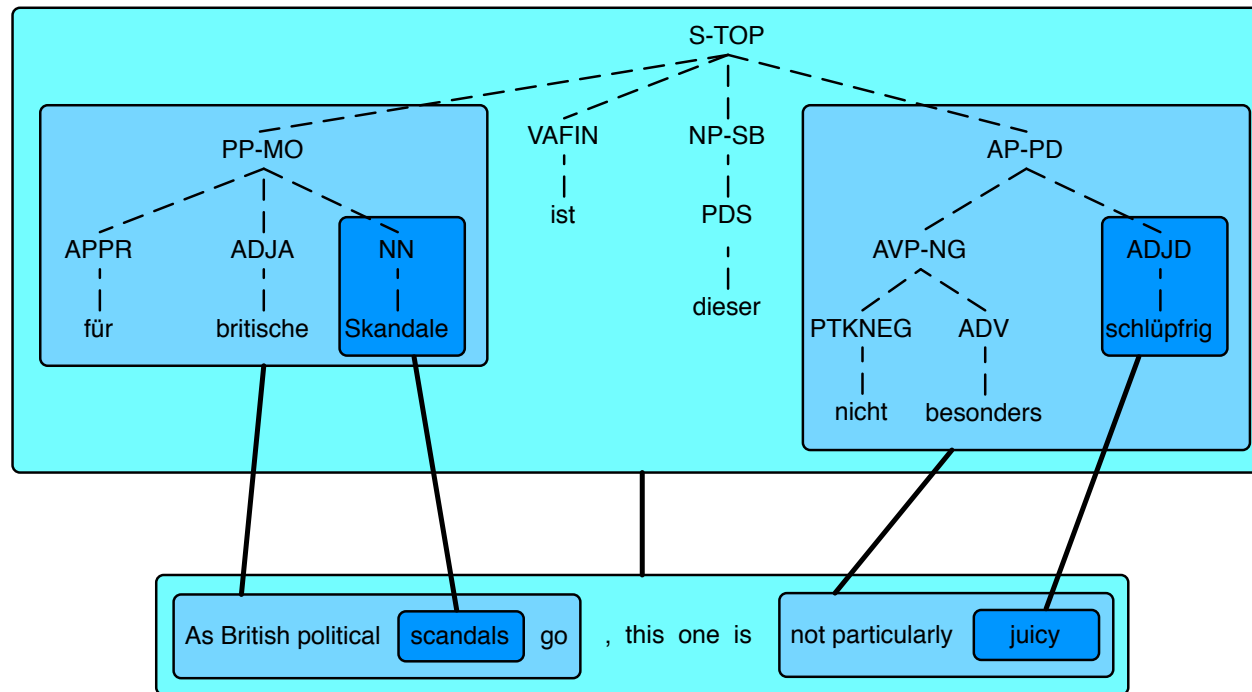 S-TOP
PP-MO VAFIN NP-SB AP-PD
ist PDS
APPR ADJA NN AVP-NG ADJD
für britische Skandale dieser PTKNEG ADV schlüpfrig
nicht besonders
As British political scandals go , this one is not particularly juicy